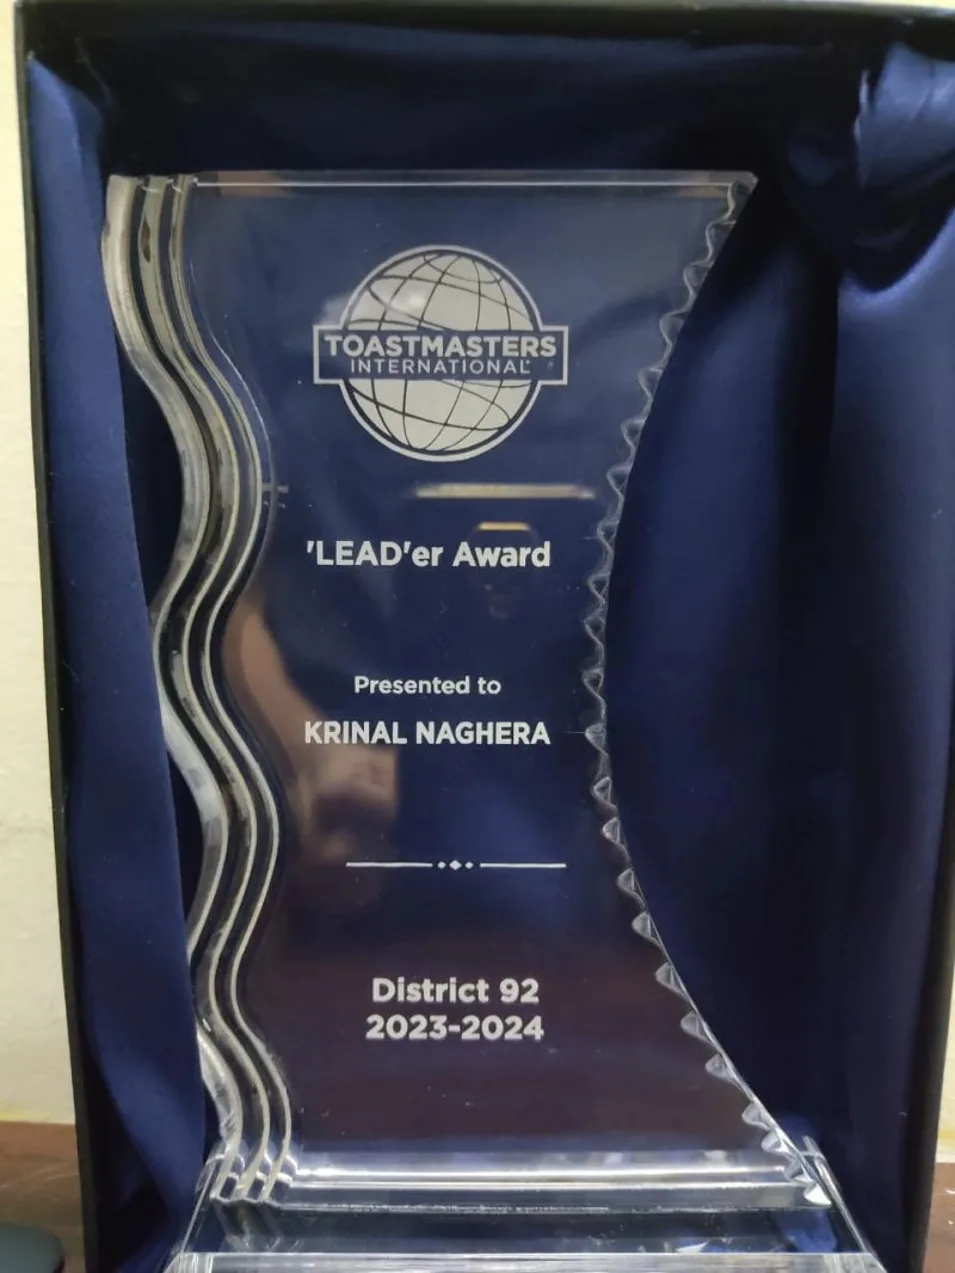 TOASTMASTERS
INTERNATIONAL
'LEAD'er Award
Presented to
KRINAL NAGHERA
District 92
2023-2024